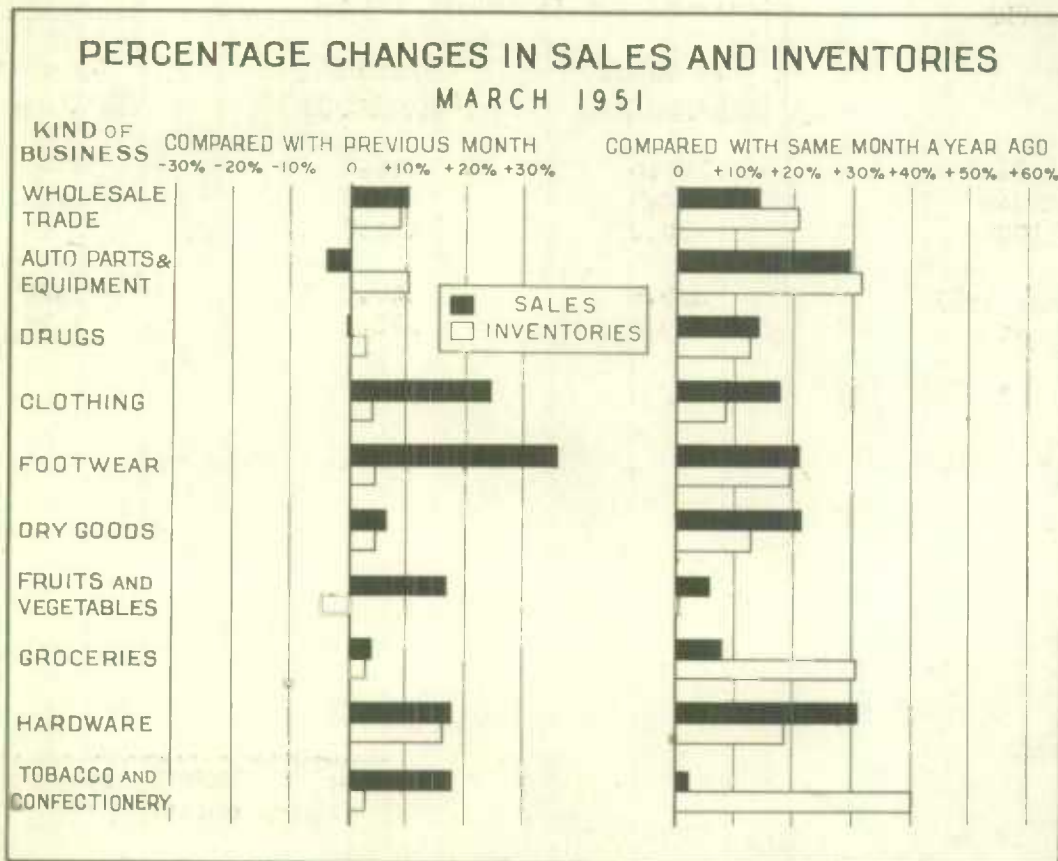 PERCENTAGE CHANGES IN SALES AND INVENTORIES
MARCH 1951
KIND OF
BUSINESS
COMPARED WITH PREVIOUS MONTH
-30% -20% -10% 0 +10% +20% +30%
COMPARED WITH SAME MONTH A YEAR AGO
0 +10% +20% +30% +40% +50% +60%
WHOLESALE
TRADE
AUTO PARTS &
EQUIPMENT
SALES
INVENTORIES
DRUGS
CLOTHING
FOOTWEAR
DRY GOODS
FRUITS AND
VEGETABLES
GROCERIES
HARDWARE
TOBACCO AND
CONFECTIONERY